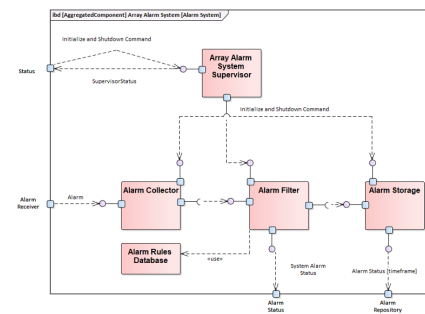 ibd [AggregatedComponent] Array Alarm System [Alarm System]
Initialize and Shutdown Command
Array Alarm
System
Supervisor
Status
SupervisorStatus
Initialize and Shutdown Command
Alarm
Receiver
Alarm
Alarm Collector
Alarm Filter
Alarm Storage
Alarm Rules
Database
«use»
System Alarm
Status
Alarm Status [timeframe]
Alarm
Status
Alarm
Repository